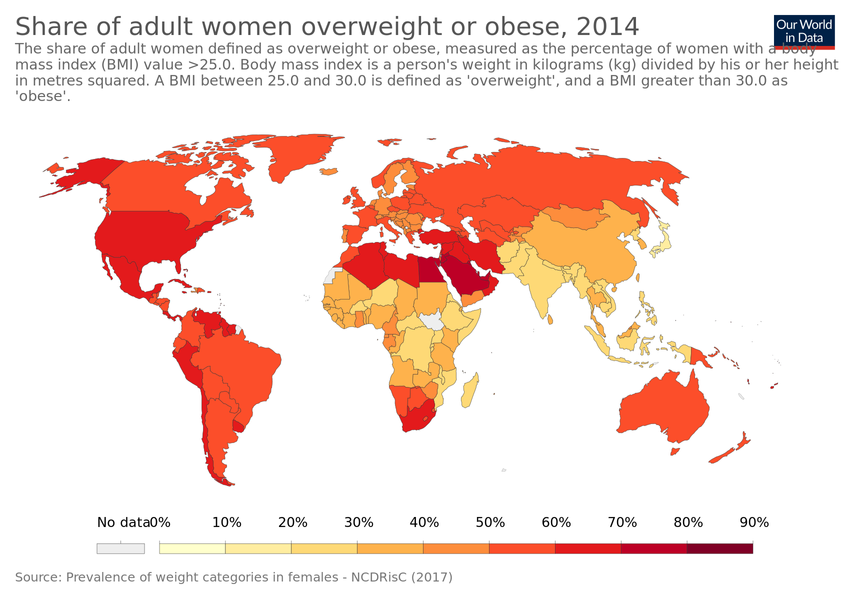 Share of adult women overweight or obese, 2014
Our World
in Data
The share of adult women defined as overweight or obese, measured as the percentage of women with a body
mass index (BMI) value >25.0. Body mass index is a person's weight in kilograms (kg) divided by his or her height
in metres squared. A BMI between 25.0 and 30.0 is defined as 'overweight', and a BMI greater than 30.0 as
'obese'.
No data 0% 10% 20% 30% 40% 50% 60% 70% 80% 90%
Source: Prevalence of weight categories in females - NCDRisC (2017)